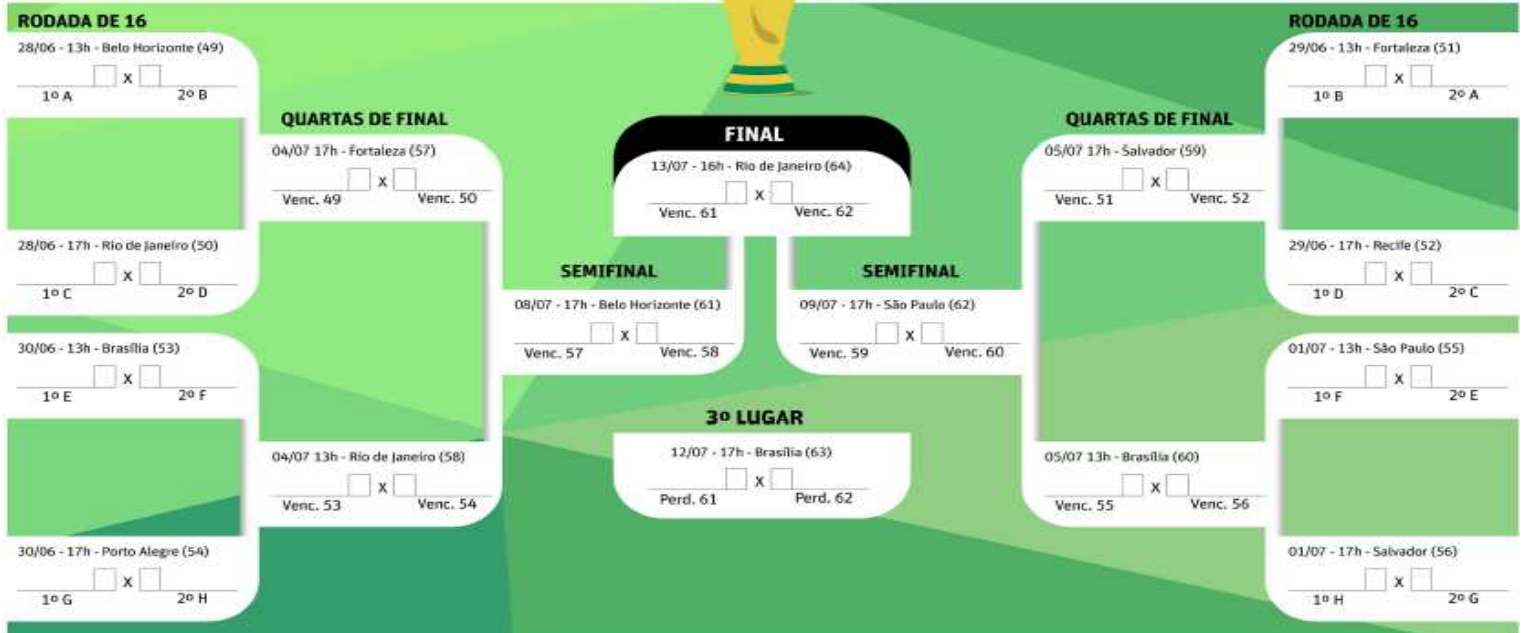 RODADA DE 16
28/06 - 13h - Belo Horizonte (49)
x
1º A 2º B
28/06 - 17h - Rio de Janeiro (50)
x
1º C 2º D
30/06 - 13h - Brasília (53)
x
1º E 2º F
30/06 - 17h - Porto Alegre (54)
x
1º G 2º H
QUARTAS DE FINAL
04/07 17h - Fortaleza (57)
x
Venc. 49 Venc. 50
04/07 13h - Rio de Janeiro (58)
x
Venc. 53 Venc. 54
SEMIFINAL
08/07 - 17h - Belo Horizonte (61)
x
Venc. 57 Venc. 58
FINAL
13/07 - 16h - Rio de Janeiro (64)
x
Venc. 61 Venc. 62
3º LUGAR
12/07 - 17h - Brasília (63)
x
Perd. 61 Perd. 62
SEMIFINAL
09/07 - 17h - São Paulo (62)
x
Venc. 59 Venc. 60
QUARTAS DE FINAL
05/07 17h - Salvador (59)
x
Venc. 51 Venc. 52
05/07 13h - Brasília (60)
x
Venc. 55 Venc. 56
RODADA DE 16
29/06 - 13h - Fortaleza (51)
x
1º B 2º A
29/06 - 17h - Recife (52)
x
1º D 2º C
01/07 - 13h - São Paulo (55)
x
1º F 2º E
01/07 - 17h - Salvador (56)
x
1º H 2º G